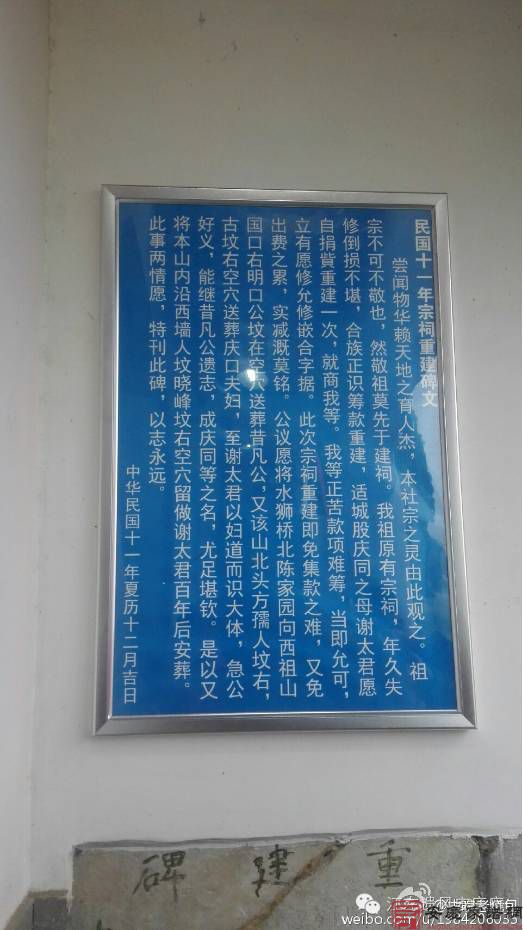 民国十一年宗祠重建碑文
尝闻物华赖天地之育人杰，本社宗之灵由此观之。祖
宗不可不敬也，然敬祖莫先于建祠。我祖原有宗祠，年久失
修倒损不堪，合族正识筹款重建，适城股庆同之母谢太君愿
自捐赀重建一次，就商我等。我等正苦款项难筹，当即允可，
立有愿修允修嵌合字据。此次宗祠重建即免集款之难，又免
出费之累，实减溉莫铭。公议愿将水狮桥北陈家园向西祖山
国口右明口公坟在空穴送葬昔凡公，又该山北头方孺人坟右，
古坟右空穴送葬庆口夫妇，至谢太君以妇道而识大体，急公
好义，能继昔凡公遗志，成庆同等之名，尤足堪钦。是以又
将本山内沿西墙人坟晓峰坟右空穴留做谢太君百年后安葬。
此事两情愿，特刊此碑，以志永远。
中华民国十一年夏历十二月吉日
重建碑